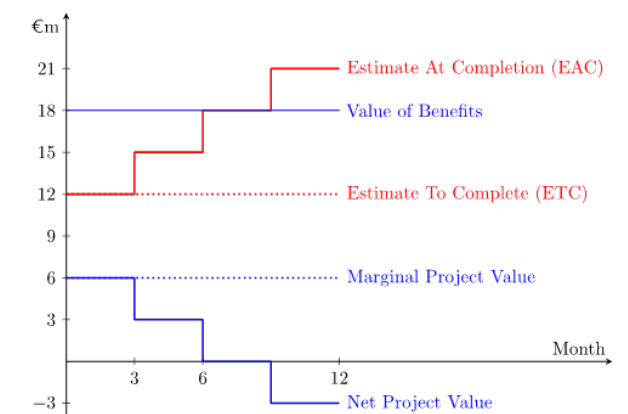 €m
21
Estimate At Completion (EAC)
18
Value of Benefits
15
12
Estimate To Complete (ETC)
9
6
Marginal Project Value
3
Month
3 6 12
−3
Net Project Value